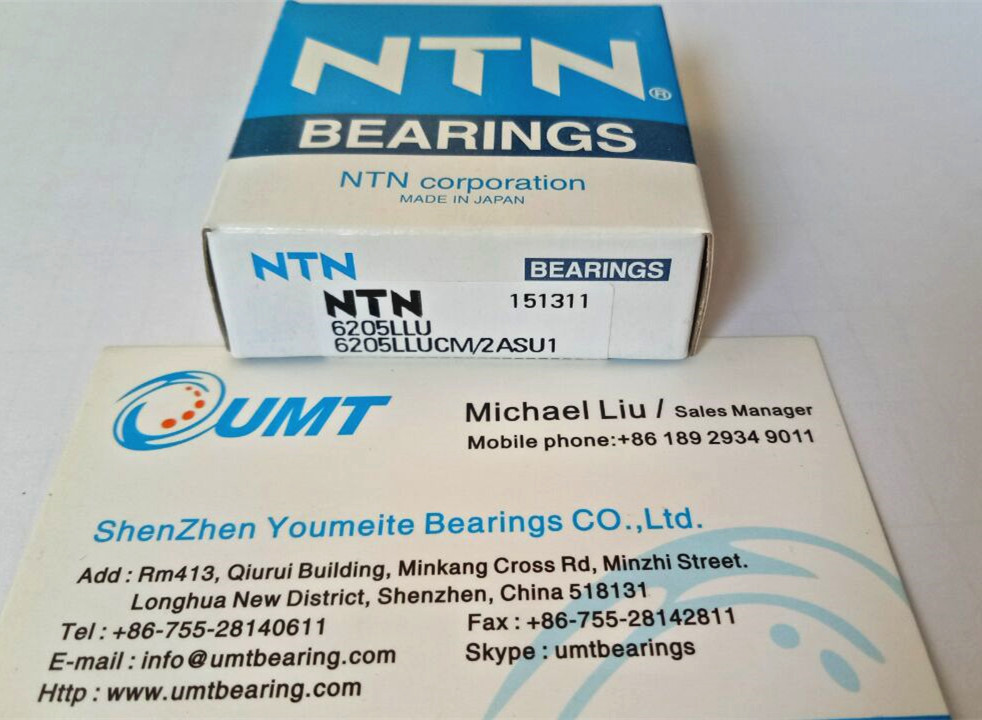 NTN®
BEARINGS
NTN corporation
MADE IN JAPAN
NTN BEARINGS
NTN 151311
6205LLU
6205LLUCM/2ASU1
UMT
Michael Liu / Sales Manager
Mobile phone:+86 189 2934 9011
ShenZhen Youmeite Bearings CO.,Ltd.
Add : Rm413, Qiurui Building, Minkang Cross Rd, Minzhi Street.
Longhua New District, Shenzhen, China 518131
Tel : +86-755-28140611 Fax : +86-755-28142811
E-mail : info@umtbearing.com Skype : umtbearings
Http : www.umtbearing.com